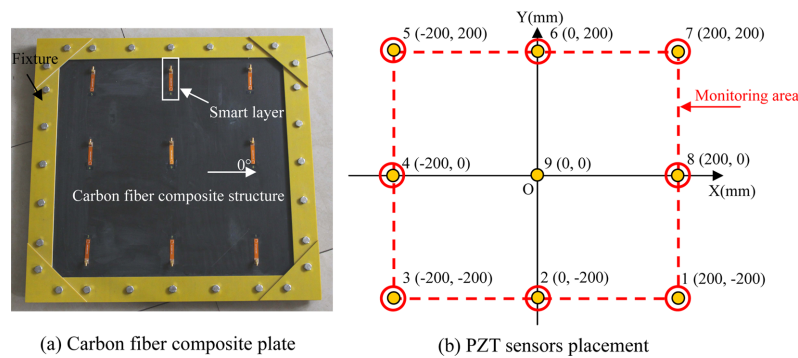 Fixture
Smart layer
0°
Carbon fiber composite structure
(a) Carbon fiber composite plate
Y(mm)
5 (-200, 200)
6 (0, 200)
7 (200, 200)
Monitoring area
4 (-200, 0)
9 (0, 0)
8 (200, 0)
O
X(mm)
3 (-200, -200)
2 (0, -200)
1 (200, -200)
(b) PZT sensors placement